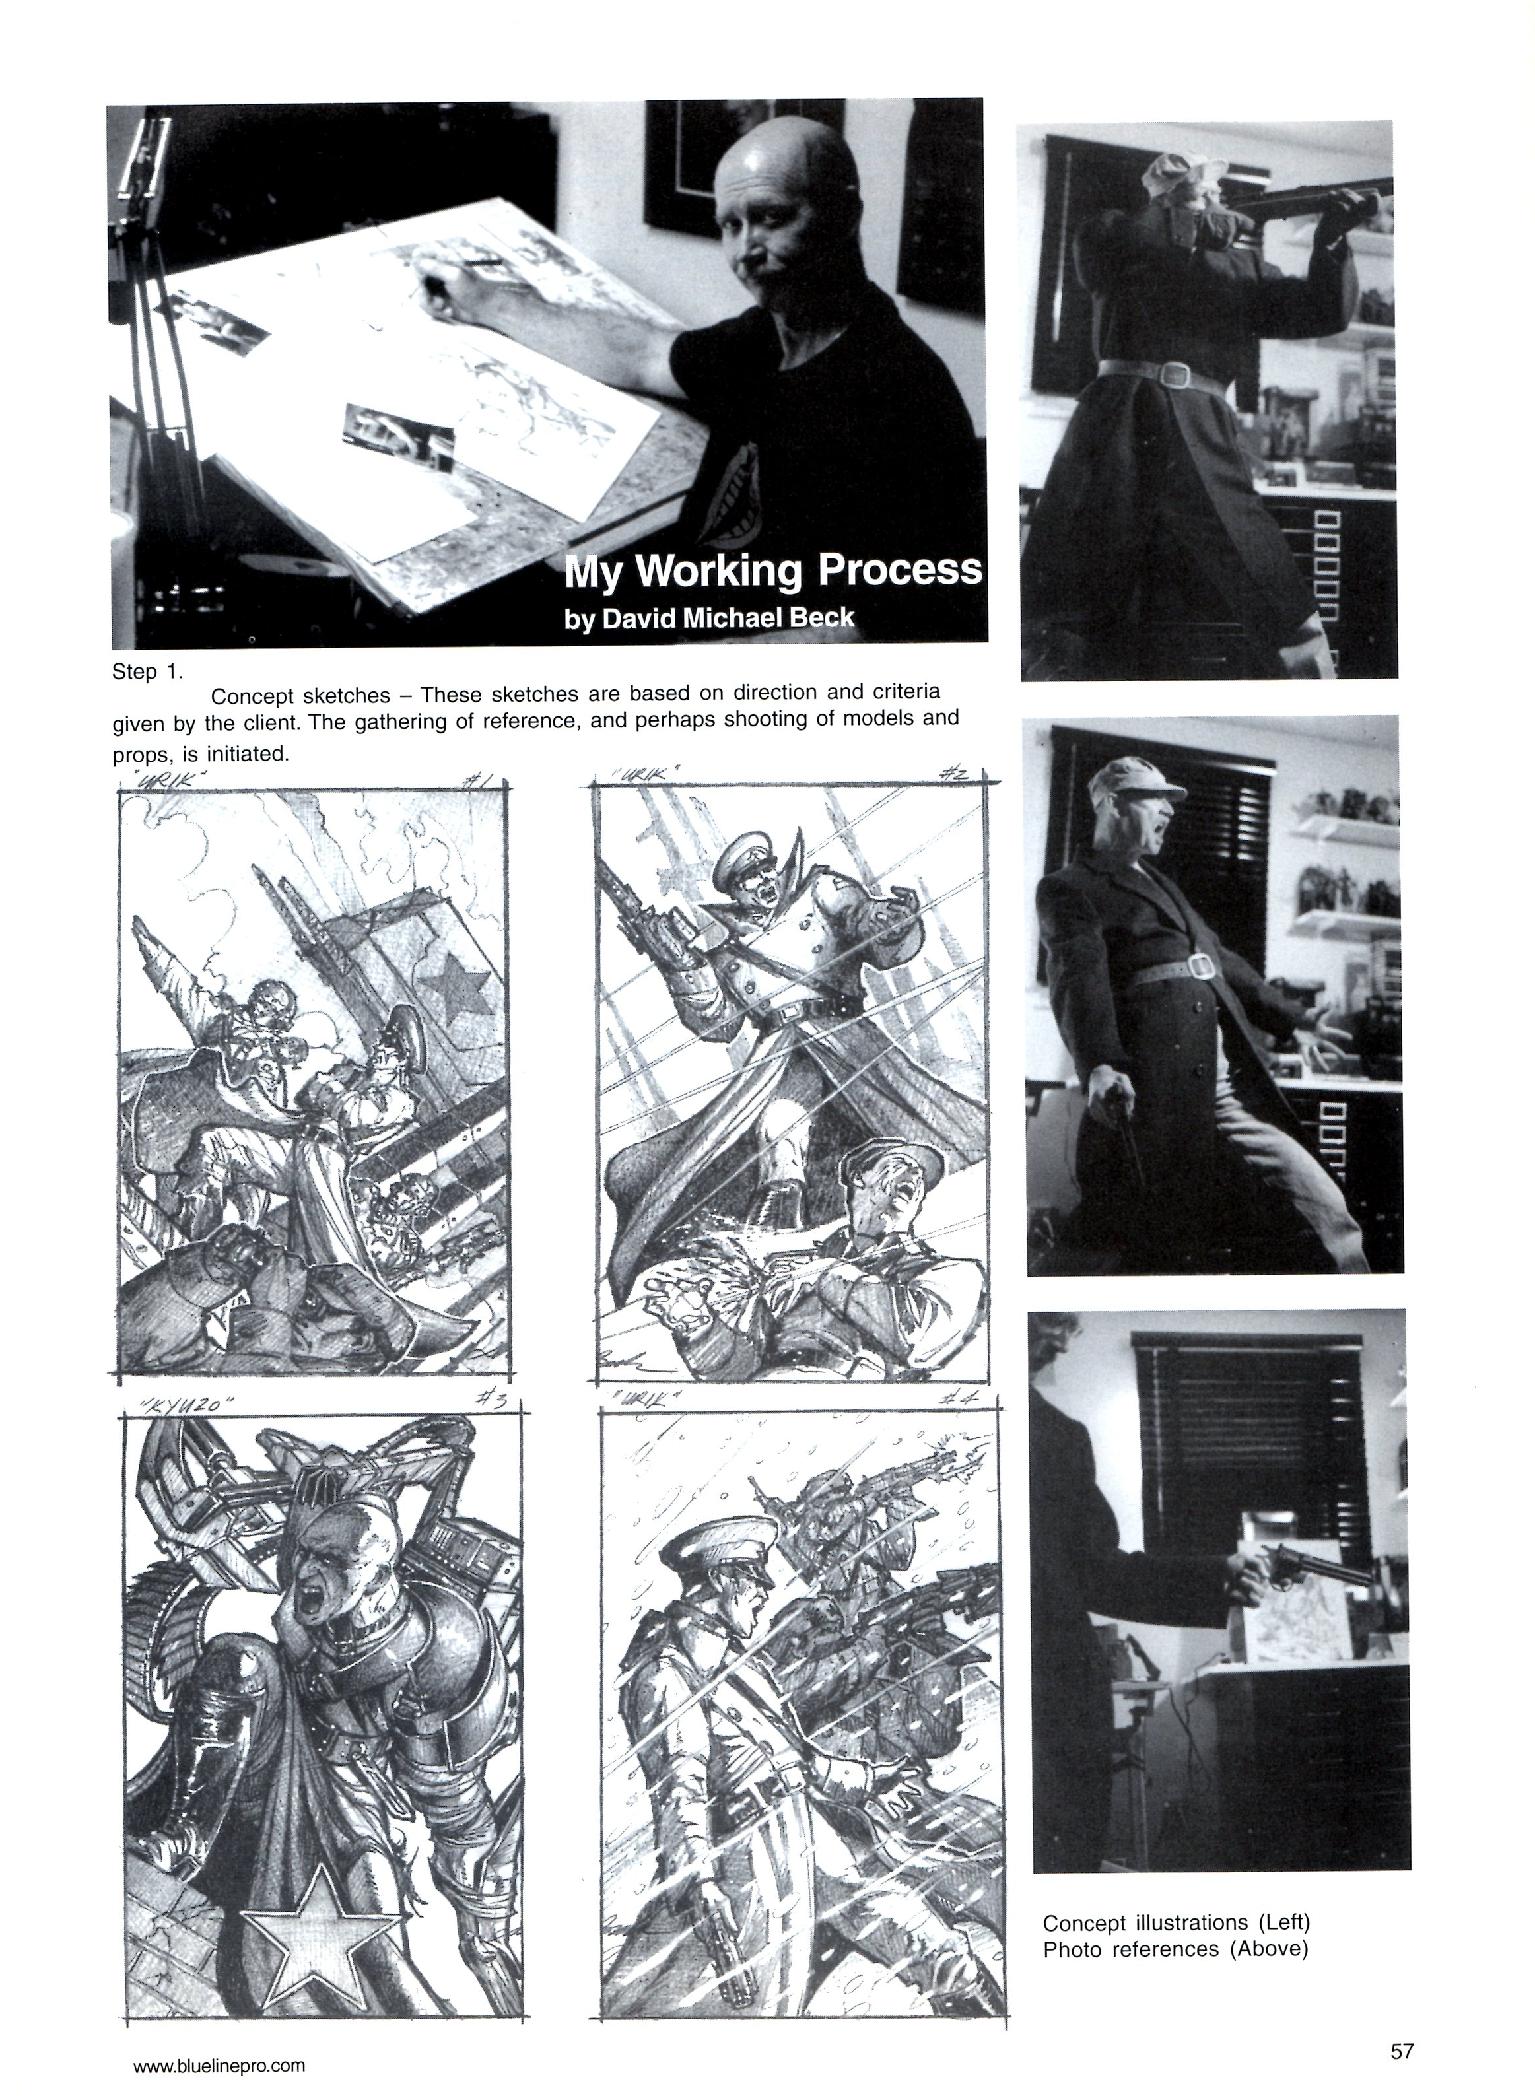 My Working Process
by David Michael Beck
Step 1.
Concept sketches – These sketches are based on direction and criteria
given by the client. The gathering of reference, and perhaps shooting of models and
props, is initiated.
"URIK" #1
"URIK" #2
"KYUZO" #3
"URIK" #4
Concept illustrations (Left)
Photo references (Above)
www.bluelinepro.com
57